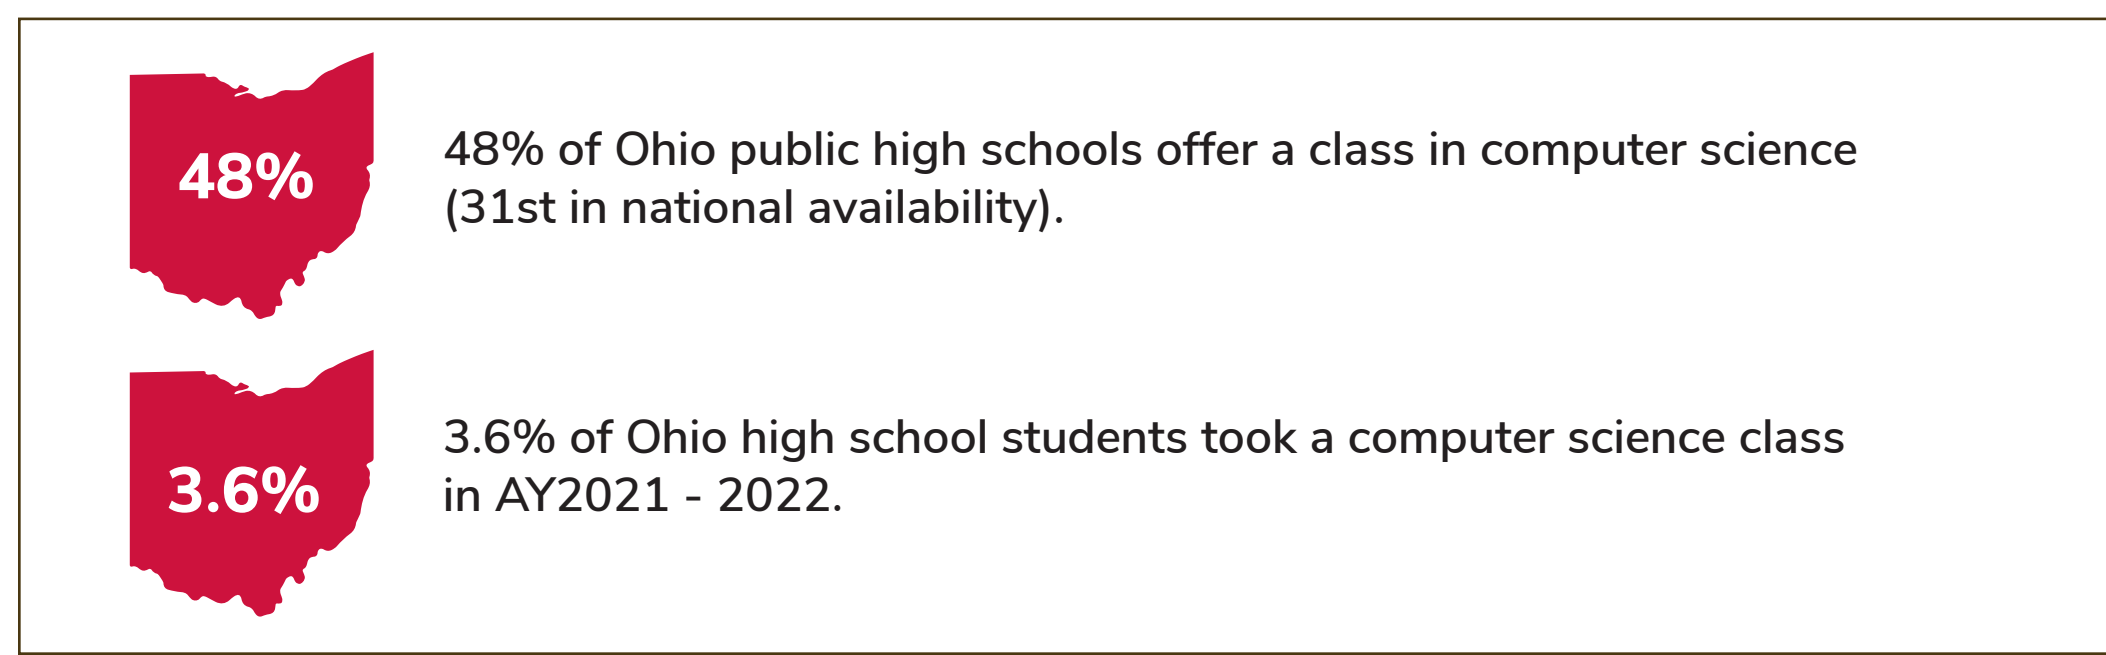 48%
48% of Ohio public high schools offer a class in computer science
(31st in national availability).
3.6%
3.6% of Ohio high school students took a computer science class
in AY2021 - 2022.